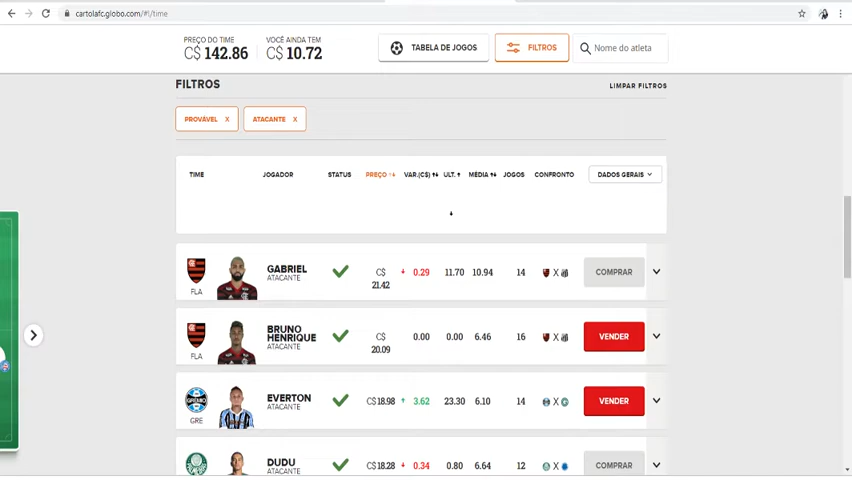 cartolafc.globo.com/#!/time
PREÇO DO TIME
C$ 142.86
VOCÊ AINDA TEM
C$ 10.72
TABELA DE JOGOS
FILTROS
Nome do atleta
FILTROS
LIMPAR FILTROS
PROVÁVEL X
ATACANTE X
TIME JOGADOR STATUS PREÇO VAR.(C$) ULT. MÉDIA JOGOS CONFRONTO DADOS GERAIS
GABRIEL
ATACANTE
C$
21.42
0.29 11.70 10.94 14 X COMPRAR
FLA
BRUNO
HENRIQUE
ATACANTE
C$
20.09
0.00 0.00 6.46 16 X VENDER
FLA
EVERTON
ATACANTE
C$18.98 3.62 23.30 6.10 14 X VENDER
GRÊMIO
GRE
DUDU
ATACANTE
C$18.28 0.34 0.80 6.64 12 X COMPRAR